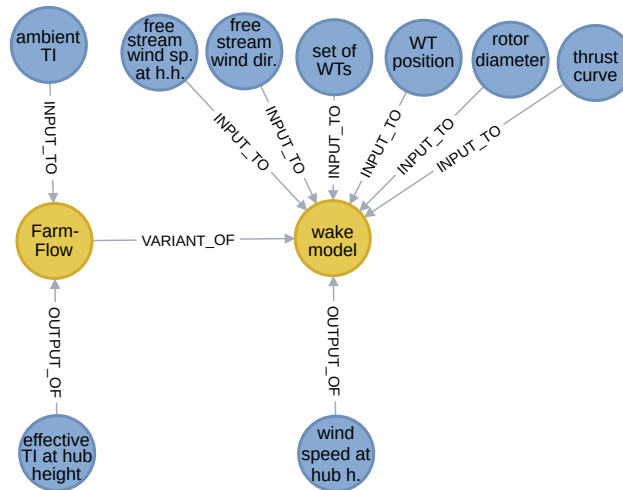 ambient
TI
free
stream
wind sp.
at h.h.
free
stream
wind dir.
set of
WTs
WT
position
rotor
diameter
thrust
curve
INPUT_TO
INPUT_TO
INPUT_TO
INPUT_TO
INPUT_TO
INPUT_TO
INPUT_TO
Farm-
Flow
VARIANT_OF
wake
model
OUTPUT_OF
OUTPUT_OF
effective
TI at hub
height
wind
speed at
hub h.